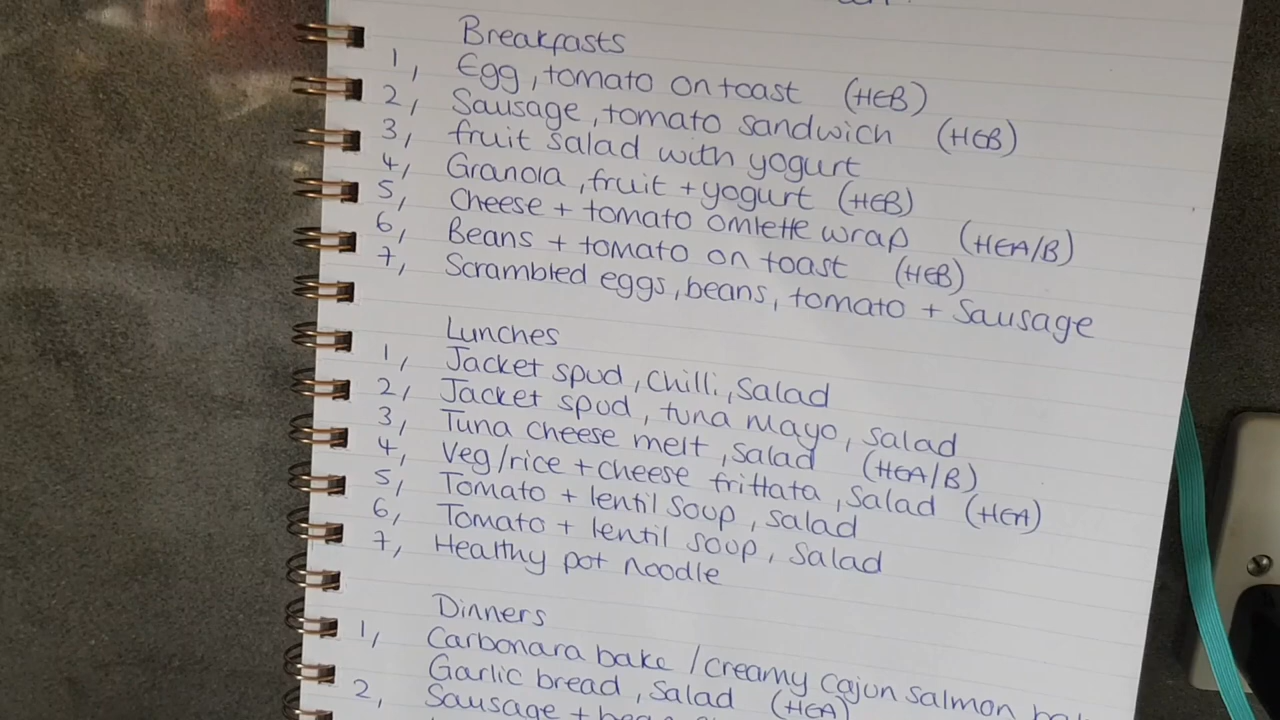 Breakfasts
1, Egg, tomato on toast (HEB)
2, Sausage, tomato sandwich (HEB)
3, fruit salad with yogurt
4, Granola, fruit + yogurt (HEB)
5, Cheese + tomato omlette wrap (HEA/B)
6, Beans + tomato on toast (HEB)
7, Scrambled eggs, beans, tomato + Sausage
Lunches
1, Jacket spud, chilli, salad
2, Jacket spud, tuna mayo, salad
3, Tuna cheese melt, salad (HEA/B)
4, Veg/rice + cheese frittata, salad (HEA)
5, Tomato + lentil soup, salad
6, Tomato + lentil soup, salad
7, Healthy pot noodle
Dinners
1, Carbonara bake / creamy cajun salmon
Garlic bread, salad (HEA)
2, Sausage +